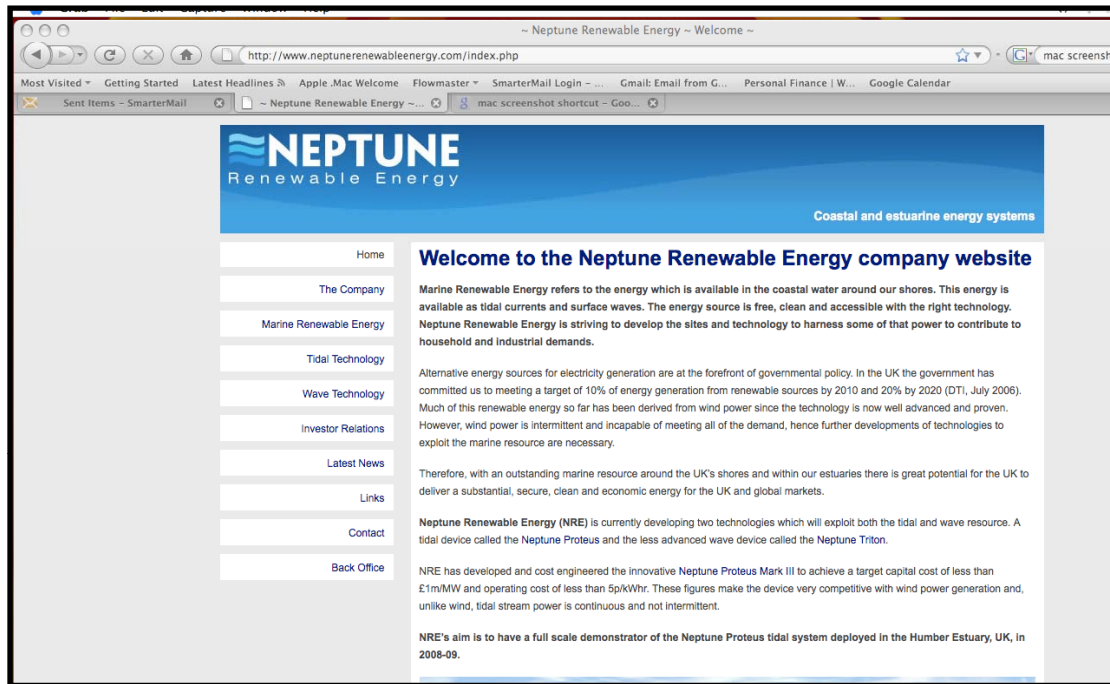 ~ Neptune Renewable Energy ~ Welcome ~
http://www.neptunerenewableenergy.com/index.php
mac screensh
Most Visited Getting Started Latest Headlines Apple .Mac Welcome Flowmaster SmarterMail Login – ... Gmail: Email from G... Personal Finance | W... Google Calendar
Sent Items – SmarterMail ~ Neptune Renewable Energy ~... mac screenshot shortcut – Goo...
NEPTUNE
Renewable Energy
Coastal and estuarine energy systems
Home
The Company
Marine Renewable Energy
Tidal Technology
Wave Technology
Investor Relations
Latest News
Links
Contact
Back Office
Welcome to the Neptune Renewable Energy company website
Marine Renewable Energy refers to the energy which is available in the coastal water around our shores. This energy is
available as tidal currents and surface waves. The energy source is free, clean and accessible with the right technology.
Neptune Renewable Energy is striving to develop the sites and technology to harness some of that power to contribute to
household and industrial demands.
Alternative energy sources for electricity generation are at the forefront of governmental policy. In the UK the government has
committed us to meeting a target of 10% of energy generation from renewable sources by 2010 and 20% by 2020 (DTI, July 2006).
Much of this renewable energy so far has been derived from wind power since the technology is now well advanced and proven.
However, wind power is intermittent and incapable of meeting all of the demand, hence further developments of technologies to
exploit the marine resource are necessary.
Therefore, with an outstanding marine resource around the UK's shores and within our estuaries there is great potential for the UK to
deliver a substantial, secure, clean and economic energy for the UK and global markets.
Neptune Renewable Energy (NRE) is currently developing two technologies which will exploit both the tidal and wave resource. A
tidal device called the Neptune Proteus and the less advanced wave device called the Neptune Triton.
NRE has developed and cost engineered the innovative Neptune Proteus Mark III to achieve a target capital cost of less than
£1m/MW and operating cost of less than 5p/kWhr. These figures make the device very competitive with wind power generation and,
unlike wind, tidal stream power is continuous and not intermittent.
NRE's aim is to have a full scale demonstrator of the Neptune Proteus tidal system deployed in the Humber Estuary, UK, in
2008-09.